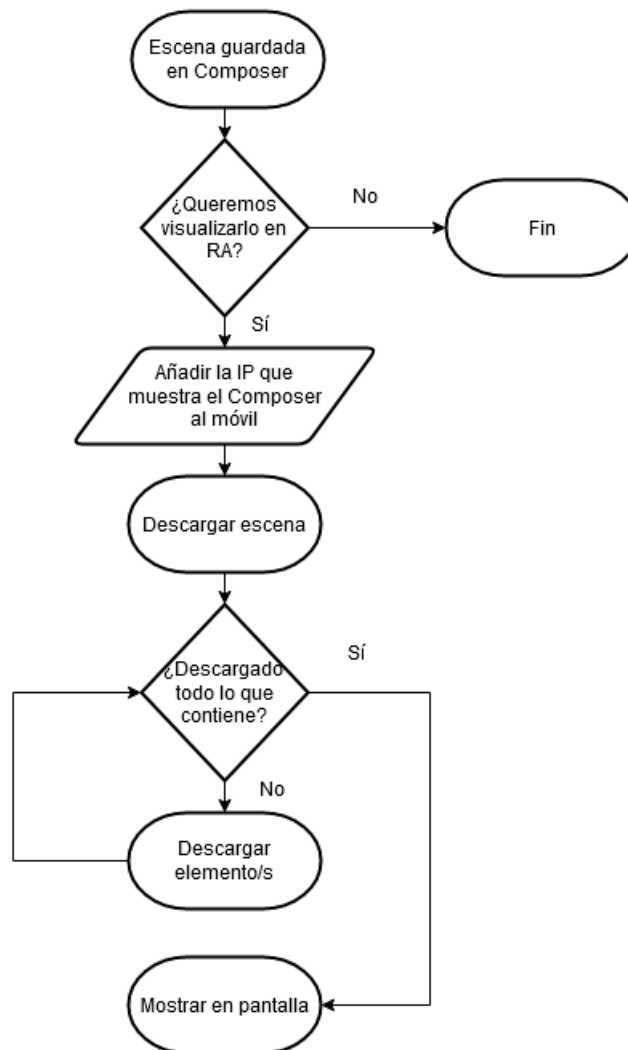 Escena guardada
en Composer
¿Queremos
visualizarlo en
RA?
No
Fin
Sí
Añadir la IP que
muestra el Composer
al móvil
Descargar escena
¿Descargado
todo lo que
contiene?
Sí
No
Descargar
elemento/s
Mostrar en pantalla